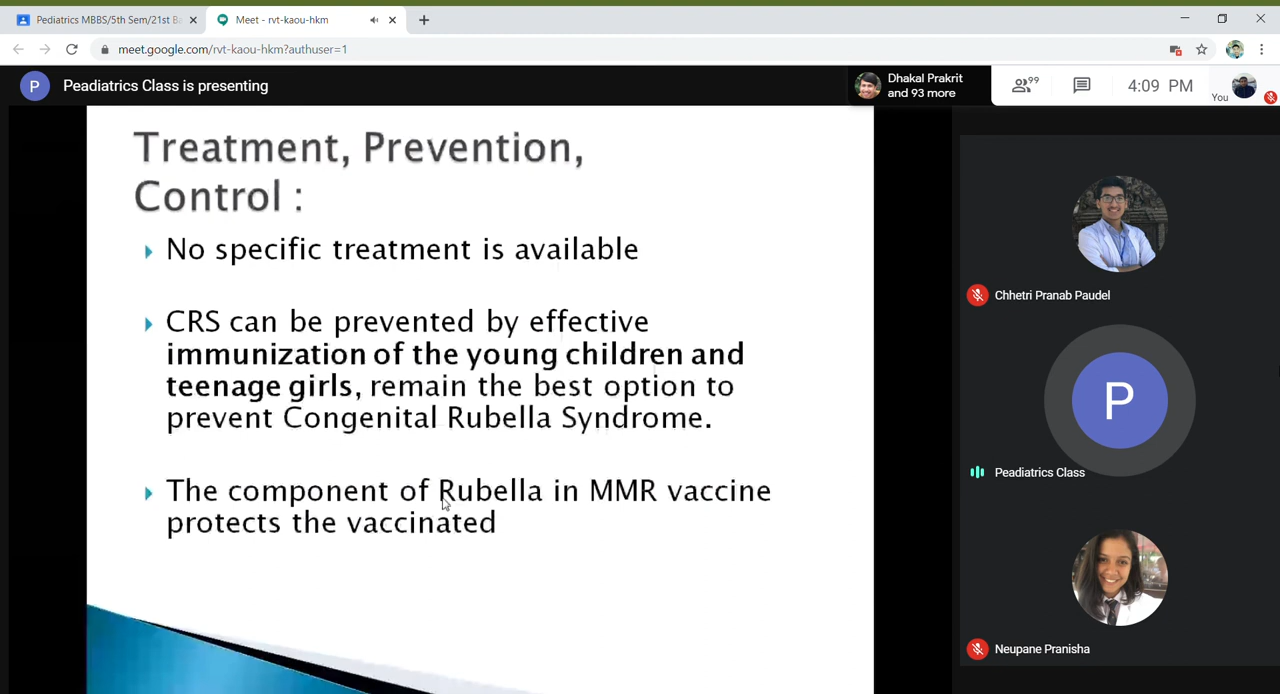 Pediatrics MBBS/5th Sem/21st B
Meet - rvt-kaou-hkm
meet.google.com/rvt-kaou-hkm?authuser=1
P
Peadiatrics Class is presenting
Dhakal Prakrit
and 93 more
99
4:09 PM
You
Treatment, Prevention,
Control :
No specific treatment is available
CRS can be prevented by effective
immunization of the young children and
teenage girls, remain the best option to
prevent Congenital Rubella Syndrome.
The component of Rubella in MMR vaccine
protects the vaccinated
Chhetri Pranab Paudel
P
Peadiatrics Class
Neupane Pranisha